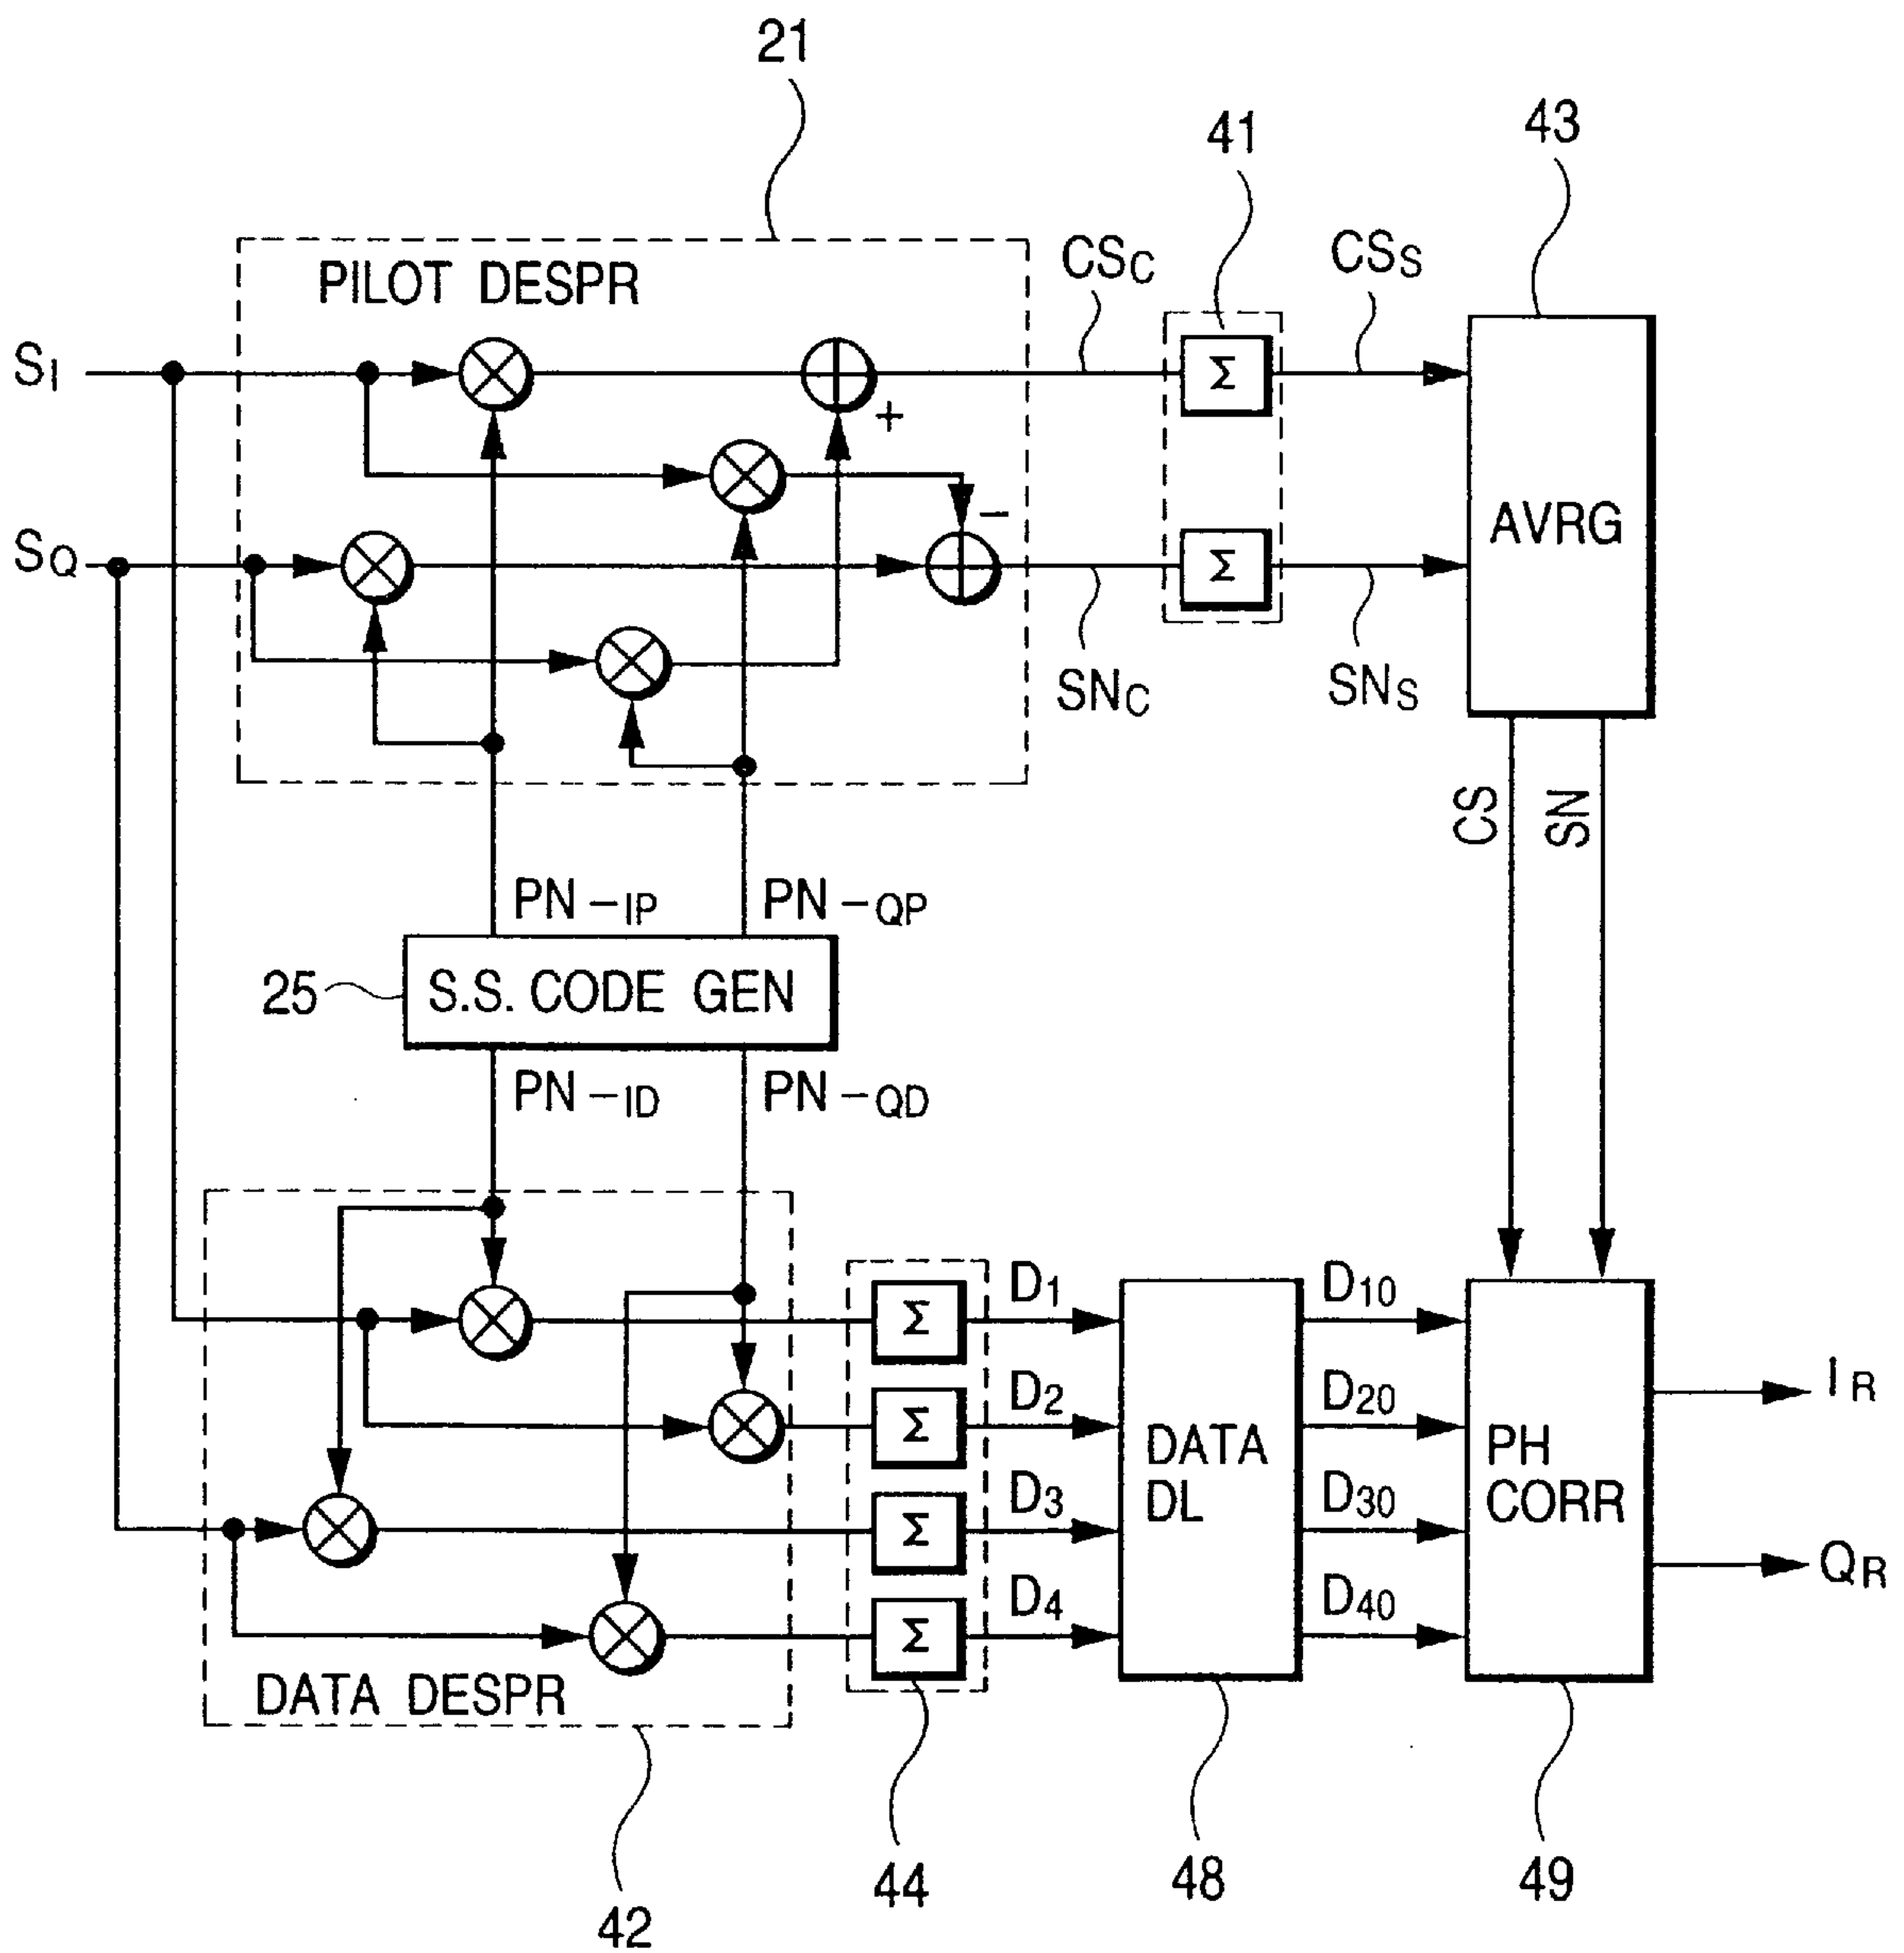 21
41
43
PILOT DESPR
CSC
CSS
SI
Σ
+
SQ
−
Σ
AVRG
SNC
SNS
CS
SN
PN-IP
PN-QP
25
S.S. CODE GEN
PN-ID
PN-QD
Σ
D1
D10
Σ
D2
D20
IR
DATA DL
PH CORR
Σ
D3
D30
QR
Σ
D4
D40
DATA DESPR
42
44
48
49